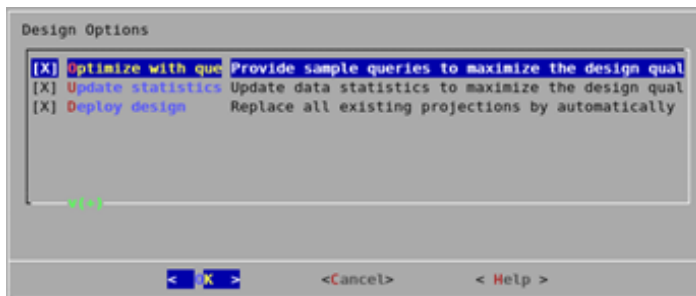 Design Options
[X] Optimize with que Provide sample queries to maximize the design qual
[X] Update statistics Update data statistics to maximize the design qual
[X] Deploy design Replace all existing projections by automatically
v(+)
< OK > <Cancel> < Help >